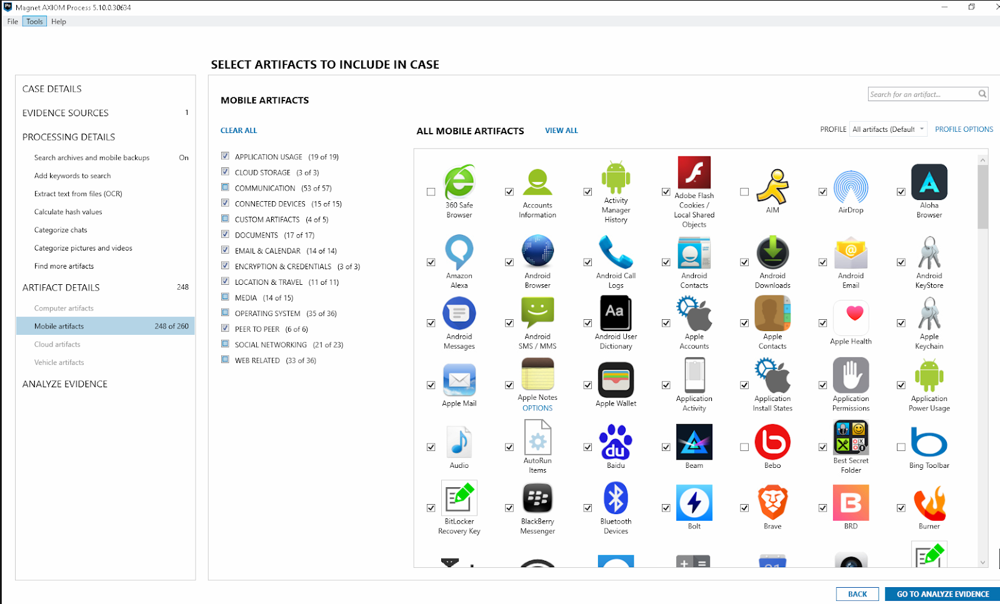 Magnet AXIOM Process 5.10.0.30634
File Tools Help
SELECT ARTIFACTS TO INCLUDE IN CASE
CASE DETAILS
EVIDENCE SOURCES 1
PROCESSING DETAILS
Search archives and mobile backups On
Add keywords to search
Extract text from files (OCR)
Calculate hash values
Categorize chats
Categorize pictures and videos
Find more artifacts
ARTIFACT DETAILS 248
Computer artifacts
Mobile artifacts 248 of 260
Cloud artifacts
Vehicle artifacts
ANALYZE EVIDENCE
MOBILE ARTIFACTS
Search for an artifact...
CLEAR ALL
APPLICATION USAGE (19 of 19)
CLOUD STORAGE (3 of 3)
COMMUNICATION (53 of 57)
CONNECTED DEVICES (15 of 15)
CUSTOM ARTIFACTS (4 of 5)
DOCUMENTS (17 of 17)
EMAIL & CALENDAR (14 of 14)
ENCRYPTION & CREDENTIALS (3 of 3)
LOCATION & TRAVEL (11 of 11)
MEDIA (14 of 15)
OPERATING SYSTEM (35 of 36)
PEER TO PEER (6 of 6)
SOCIAL NETWORKING (21 of 23)
WEB RELATED (33 of 36)
ALL MOBILE ARTIFACTS VIEW ALL
PROFILE All artifacts (Default PROFILE OPTIONS
360 Safe
Browser
Accounts
Information
Activity
Manager
History
Adobe Flash
Cookies /
Local Shared
Objects
AIM
AirDrop
Aloha
Browser
Amazon
Alexa
Android
Browser
Android Call
Logs
Android
Contacts
Android
Downloads
Android
Email
Android
KeyStore
Android
Messages
Android
SMS / MMS
Aa
Android User
Dictionary
Apple
Accounts
Apple
Contacts
Apple Health
Apple
Keychain
Apple Mail
Apple Notes
OPTIONS
Apple Wallet
Application
Activity
Application
Install States
Application
Permissions
Application
Power Usage
Audio
AutoRun
Items
du
Baidu
Beam
b
Bebo
Best Secret
Folder
b
Bing Toolbar
BitLocker
Recovery Key
BlackBerry
Messenger
Bluetooth
Devices
Bolt
Brave
B
BRD
Burner
BACK
GO TO ANALYZE EVIDENCE